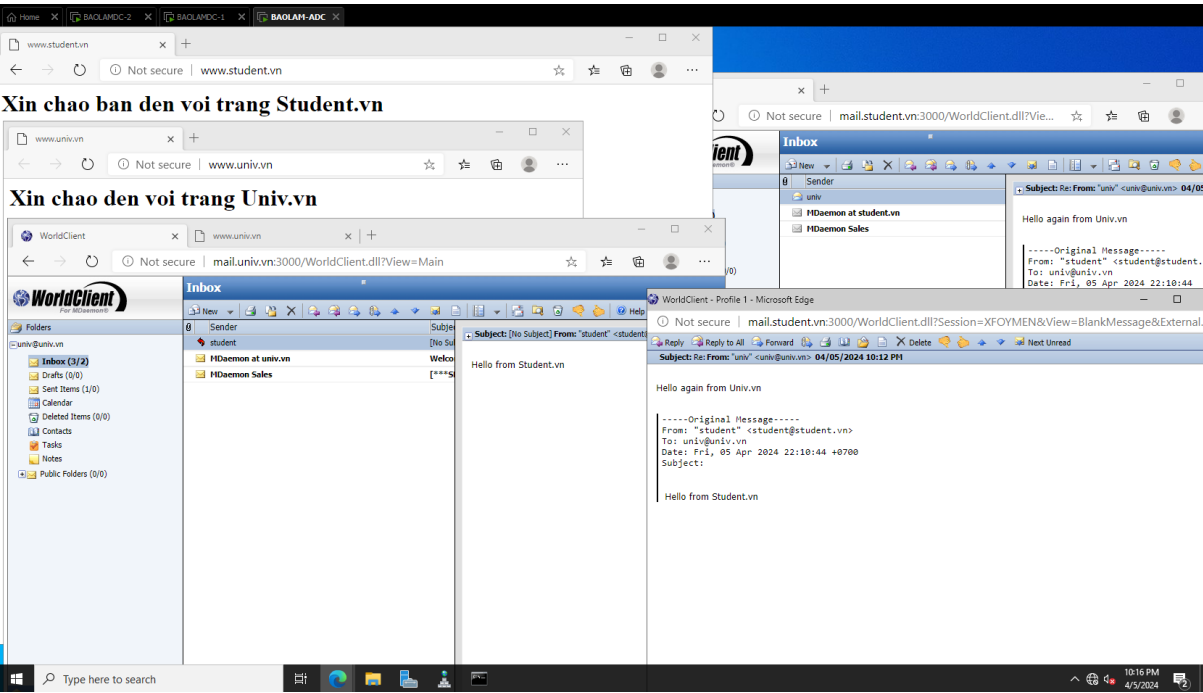 Home
BAOLAMDC-2
BAOLAMDC-1
BAOLAM-ADC
www.student.vn
Not secure | www.student.vn
Xin chao ban den voi trang Student.vn
www.univ.vn
Not secure | www.univ.vn
Xin chao den voi trang Univ.vn
WorldClient
www.univ.vn
Not secure | mail.univ.vn:3000/WorldClient.dll?View=Main
WorldClient
For MDaemon®
Folders
univ@univ.vn
Inbox (3/2)
Drafts (0/0)
Sent Items (1/0)
Calendar
Deleted Items (0/0)
Contacts
Tasks
Notes
Public Folders (0/0)
Inbox
New
Help
Sender
Subje
student
[No Sul
MDaemon at univ.vn
Welco
MDaemon Sales
[***S
Subject: [No Subject] From: "student" <student
Hello from Student.vn
Not secure | mail.student.vn:3000/WorldClient.dll?Vie...
ient
emon®
/0)
Inbox
New
Sender
univ
MDaemon at student.vn
MDaemon Sales
Subject: Re: From: "univ" <univ@univ.vn> 04/05
Hello again from Univ.vn
-----Original Message-----
From: "student" <student@student.
To: univ@univ.vn
Date: Fri, 05 Apr 2024 22:10:44
WorldClient - Profile 1 - Microsoft Edge
Not secure | mail.student.vn:3000/WorldClient.dll?Session=XFOYMEN&View=BlankMessage&External.
Reply
Reply to All
Forward
Delete
Next Unread
Subject: Re: From: "univ" <univ@univ.vn> 04/05/2024 10:12 PM
Hello again from Univ.vn
-----Original Message-----
From: "student" <student@student.vn>
To: univ@univ.vn
Date: Fri, 05 Apr 2024 22:10:44 +0700
Subject:
Hello from Student.vn
Type here to search
10:16 PM
4/5/2024
2